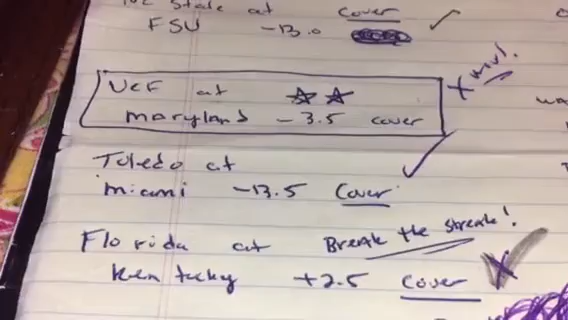 State at Cover
FSU -13.0
UCF at
Maryland -3.5 cover
Toledo at
Miami -13.5 Cover
Florida at Break the streak!
Kentucky +2.5 Cover